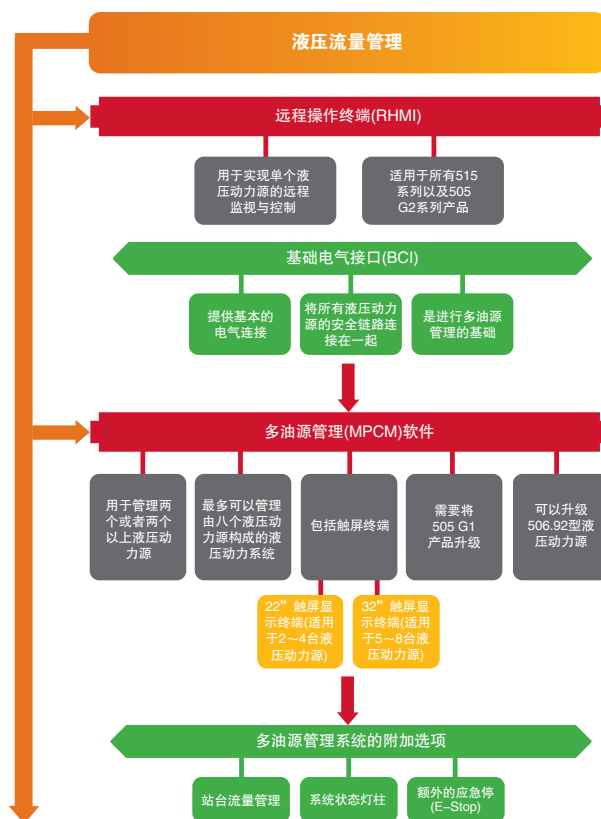 液压流量管理
远程操作终端(RHMI)
用于实现单个液
压动力源的远程
监视与控制
适用于所有515
系列以及505
G2系列产品
基础电气接口(BCI)
提供基本的
电气连接
将所有液压动力
源的安全链路连
接在一起
是进行多油源
管理的基础
多油源管理(MPCM)软件
用于管理两
个或者两个
以上液压动
力源
最多可以管理
由八个液压动
力源构成的液
压动力系统
包括触屏终端
需要将
505 G1
产品升级
可以升级
506.92型液
压动力源
22”触屏显
示终端(适用
于2～4台液
压动力源)
32”触屏显
示终端(适用
于5～8台液
压动力源)
多油源管理系统的附加选项
站台流量管理
系统状态灯柱
额外的应急停
(E-Stop)